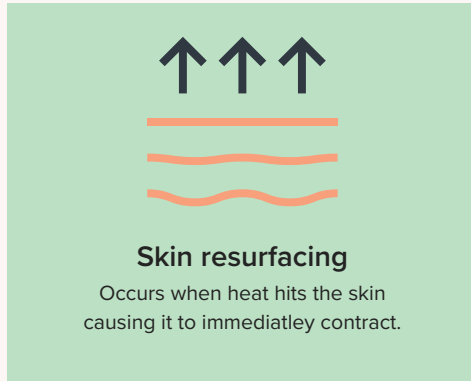 Skin resurfacing
Occurs when heat hits the skin
causing it to immediatley contract.